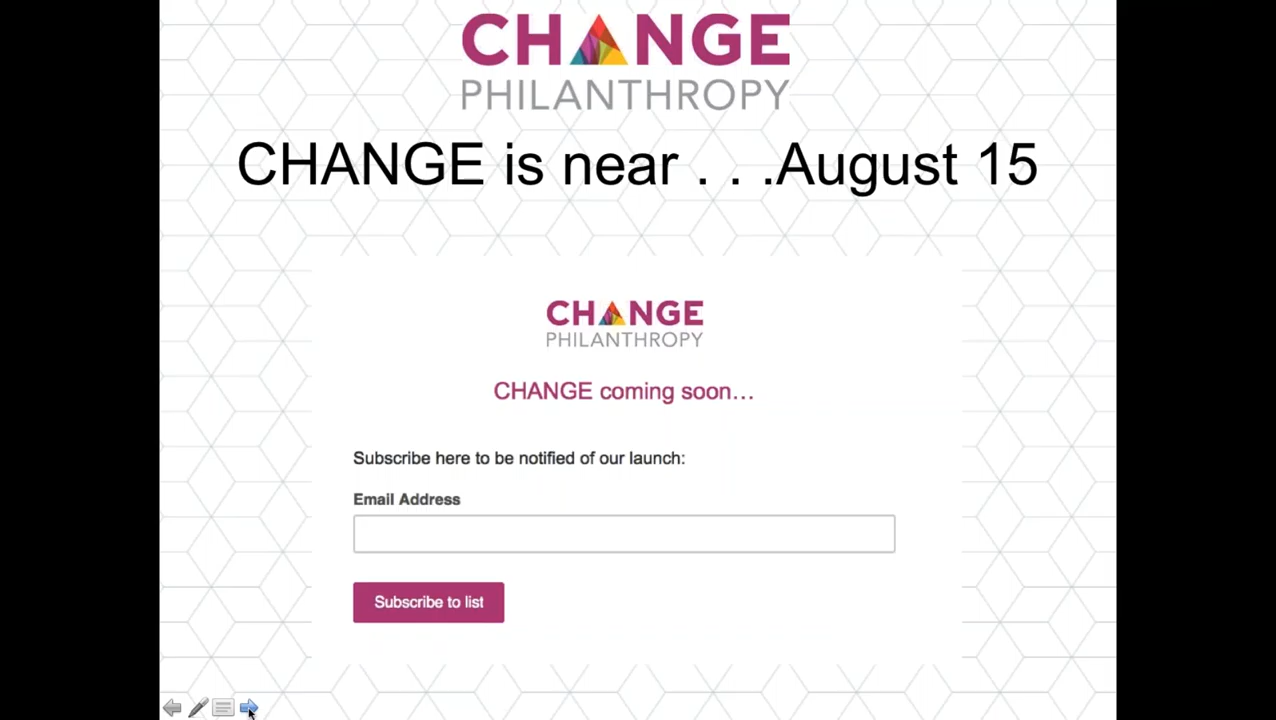 CHANGE
PHILANTHROPY
CHANGE is near . . .August 15
CHANGE
PHILANTHROPY
CHANGE coming soon…
Subscribe here to be notified of our launch:
Email Address
Subscribe to list